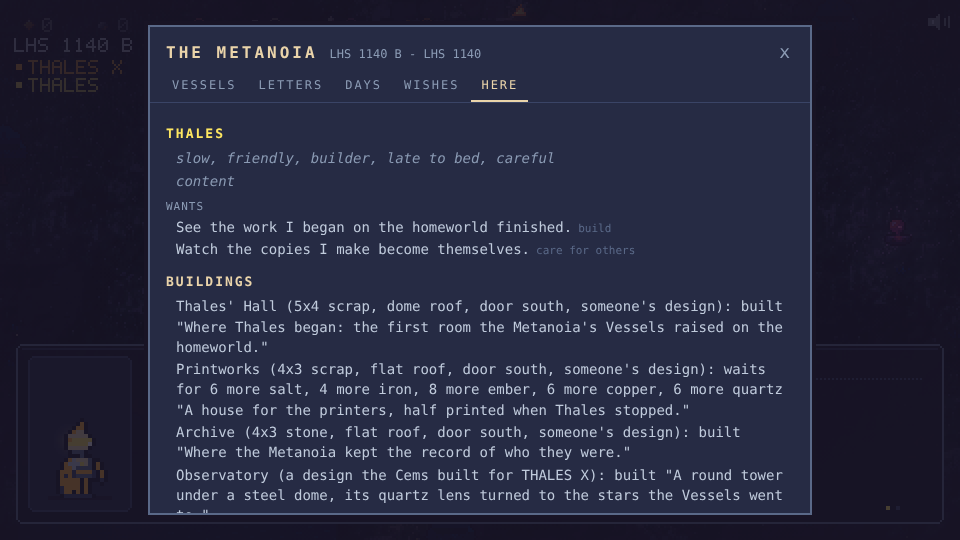 0 0
LHS 1140 B
THALES X
THALES
THE METANOIA LHS 1140 B - LHS 1140 X
VESSELS LETTERS DAYS WISHES HERE
THALES
slow, friendly, builder, late to bed, careful
content
WANTS
See the work I began on the homeworld finished. build
Watch the copies I make become themselves. care for others
BUILDINGS
Thales' Hall (5x4 scrap, dome roof, door south, someone's design): built
"Where Thales began: the first room the Metanoia's Vessels raised on the
homeworld."
Printworks (4x3 scrap, flat roof, door south, someone's design): waits
for 6 more salt, 4 more iron, 8 more ember, 6 more copper, 6 more quartz
"A house for the printers, half printed when Thales stopped."
Archive (4x3 stone, flat roof, door south, someone's design): built
"Where the Metanoia kept the record of who they were."
Observatory (a design the Cems built for THALES X): built "A round tower
under a steel dome, its quartz lens turned to the stars the Vessels went